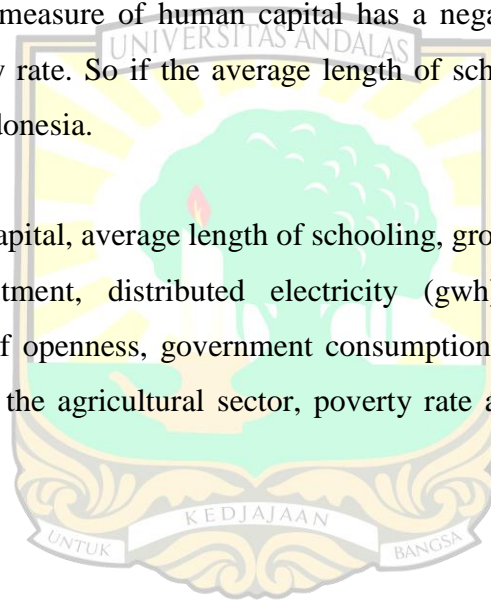 measure of human capital has a nega
UNIVERSITAS ANDALAS
y rate. So if the average length of sch
donesia.
apital, average length of schooling, gro
tment, distributed electricity (gwh)
f openness, government consumption
the agricultural sector, poverty rate a
KEDJAJAAN
UNTUK
BANGSA